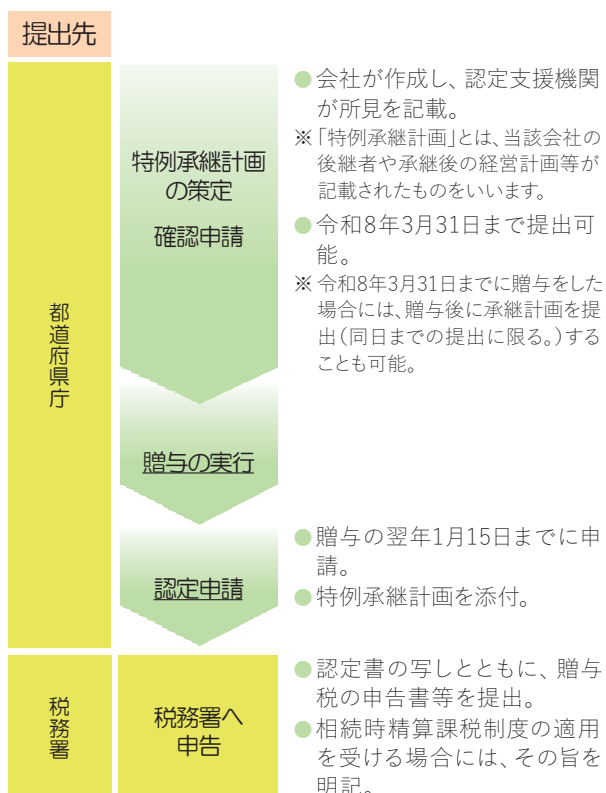 提出先
都道府県庁
特例承継計画
の策定
確認申請
●会社が作成し、認定支援機関
が所見を記載。
※「特例承継計画」とは、当該会社の
後継者や承継後の経営計画等が
記載されたものをいいます。
●令和8年3月31日まで提出可
能。
※令和8年3月31日までに贈与をした
場合には、贈与後に承継計画を提
出(同日までの提出に限る。)する
ことも可能。
贈与の実行
認定申請
●贈与の翌年1月15日までに申
請。
●特例承継計画を添付。
税務署
税務署へ
申告
●認定書の写しとともに、贈与
税の申告書等を提出。
●相続時精算課税制度の適用
を受ける場合には、その旨を
明記。